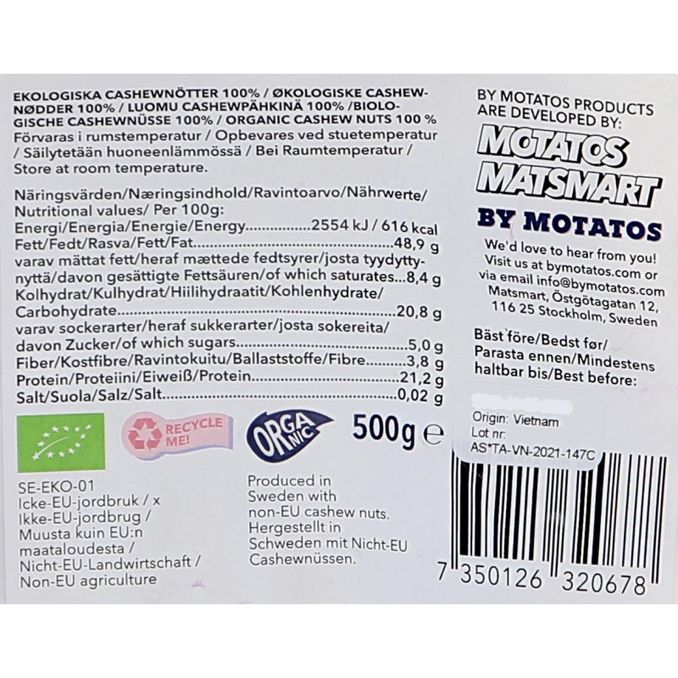 EKOLOGISKA CASHEWNÖTTER 100% / ØKOLOGISKE CASHEW-
NØDDER 100% / LUOMU CASHEWPÄHKINÄ 100% /BIOLO-
GISCHE CASHEWNÜSSE 100% / ORGANIC CASHEW NUTS 100 %
Förvaras i rumstemperatur / Opbevares ved stuetemperatur
/ Säilytetään huoneenlämmössä / Bei Raumtemperatur /
Store at room temperature.
Näringsvärden/Næringsindhold/Ravintoarvo/Nährwerte/
Nutritional values/ Per 100g:
Energi/Energia/Energie/Energy..............2554 kJ / 616 kcal
Fett/Fedt/Rasva/Fett/Fat..........................................48,9 g
varav mättat fett/heraf mættede fedtsyrer/josta tyydytty-
nyttä/davon gesättigte Fettsäuren/of which saturates...8,4 g
Kolhydrat/Kulhydrat/Hiilihydraatit/Kohlenhydrate/
Carbohydrate.........................................................20,8 g
varav sockerarter/heraf sukkerarter/josta sokereita/
davon Zucker/of which sugars..................................5,0 g
Fiber/Kostfibre/Ravintokuitu/Ballaststoffe/Fibre.........3,8 g
Protein/Proteiini/Eiweiß/Protein..............................21,2 g
Salt/Suola/Salz/Salt................................................0,02 g
RECYCLE
ME!
ORGA
NIC
500g e
SE-EKO-01
Icke-EU-jordbruk / x
Ikke-EU-jordbrug /
Muusta kuin EU:n
maataloudesta /
Nicht-EU-Landwirtschaft /
Non-EU agriculture
Produced in
Sweden with
non-EU cashew nuts.
Hergestellt in
Schweden mit Nicht-EU
Cashewnüssen.
BY MOTATOS PRODUCTS
ARE DEVELOPED BY:
MOTATOS
MATSMART
BY MOTATOS
We'd love to hear from you!
Visit us at bymotatos.com or
via email info@bymotatos.com
Matsmart, Östgötagatan 12,
116 25 Stockholm, Sweden
Bäst före/Bedst før/
Parasta ennen/Mindestens
haltbar bis/Best before:
Origin: Vietnam
Lot nr:
AS*TA-VN-2021-147C
7 350126 320678